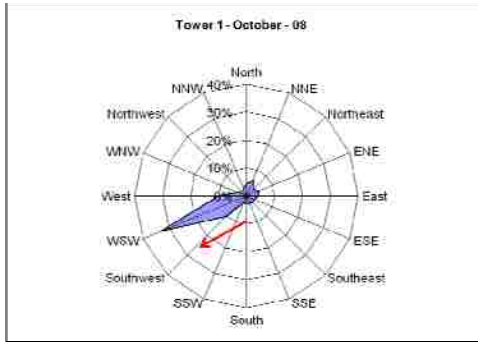 Tower 1 - October - 08
North
NNW
NNE
40%
Northwest
Northeast
30%
20%
WNW
ENE
10%
West
0%
East
WSW
ESE
Southwest
Southeast
SSW
SSE
South